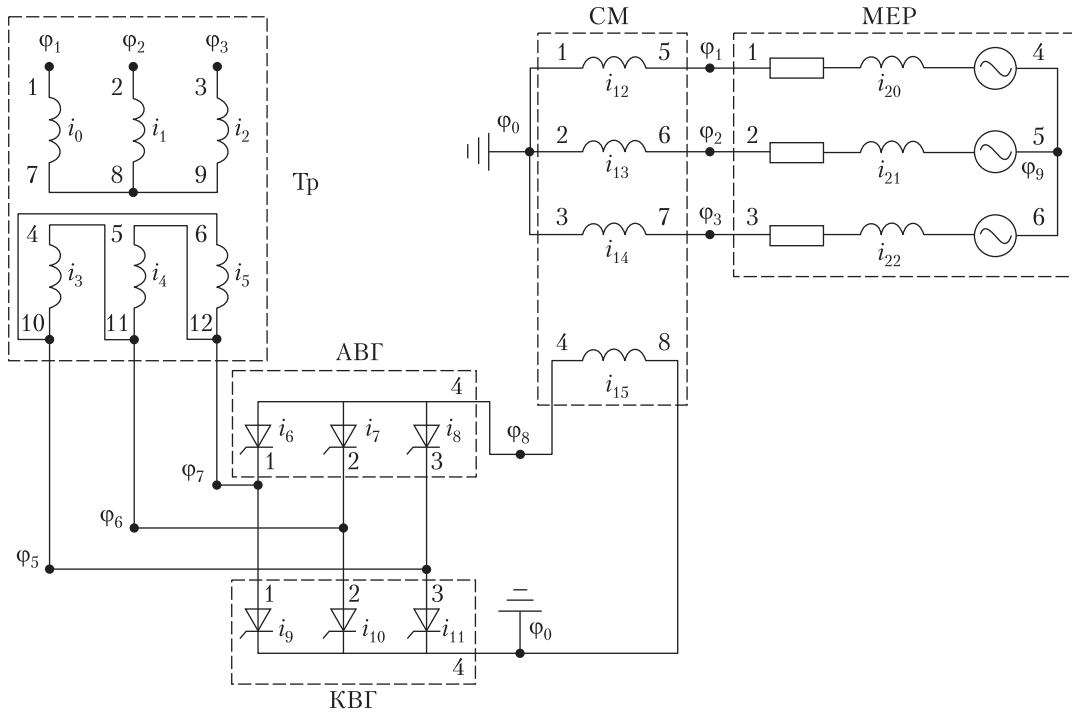 СМ
МЕР
φ1 φ2 φ3
1 2 3
i0 i1 i2
7 8 9
Тр
4 5 6
i3 i4 i5
10 11 12
1 5 φ1 1 4
i12 i20
φ0 2 6 φ2 2 5
i13 i21 φ9
3 7 φ3 3 6
i14 i22
4 8
i15
АВГ
4
i6 i7 i8
φ8
1 2 3
φ7
φ6
φ5
1 2 3
i9 i10 i11
φ0
4
КВГ